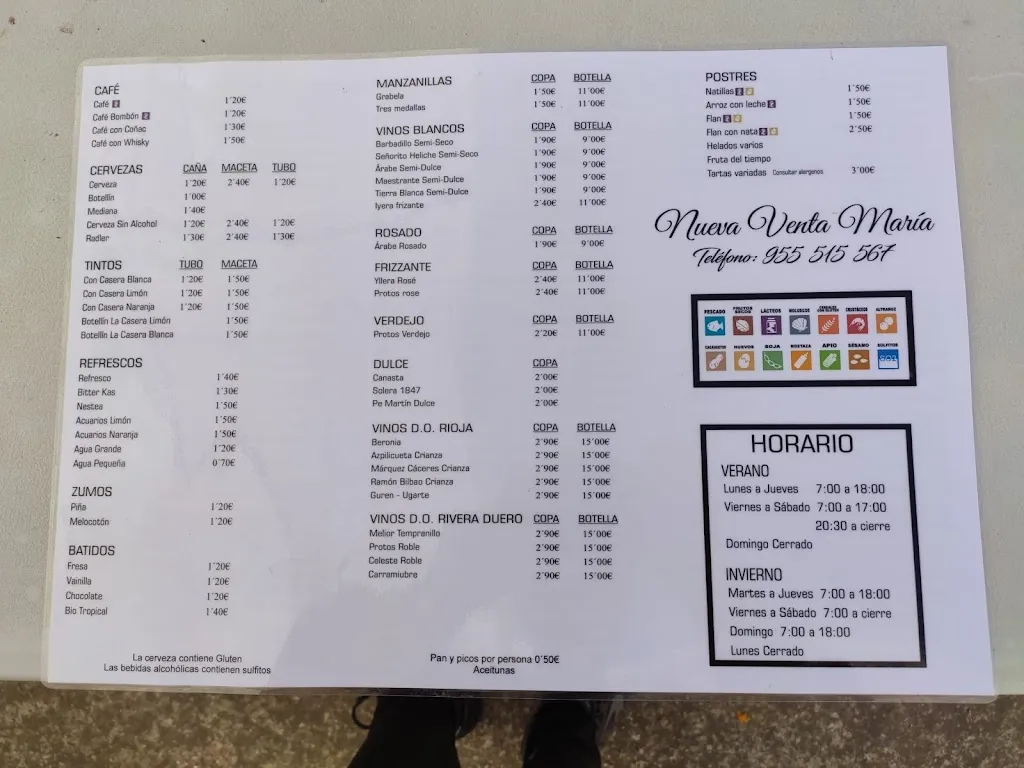 CAFÉ
Café 1´20€
Café Bombón 1´20€
Café con Coñac 1´30€
Café con Whisky 1´50€
CERVEZAS CAÑA MACETA TUBO
Cerveza 1´20€ 2´40€ 1´20€
Botellín 1´00€
Mediana 1´40€
Cerveza Sin Alcohol 1´20€ 2´40€ 1´20€
Radler 1´30€ 2´40€ 1´30€
TINTOS TUBO MACETA
Con Casera Blanca 1´20€ 1´50€
Con Casera Limón 1´20€ 1´50€
Con Casera Naranja 1´20€ 1´50€
Botellín La Casera Limón 1´50€
Botellín La Casera Blanca 1´50€
REFRESCOS
Refresco 1´40€
Bitter Kas 1´30€
Nestea 1´50€
Acuarios Limón 1´50€
Acuarios Naranja 1´50€
Agua Grande 1´20€
Agua Pequeña 0´70€
ZUMOS
Piña 1´20€
Melocotón 1´20€
BATIDOS
Fresa 1´20€
Vainilla 1´20€
Chocolate 1´20€
Bio Tropical 1´40€
La cerveza contiene Gluten
Las bebidas alcohólicas contienen sulfitos
MANZANILLAS COPA BOTELLA
Grabela 1´50€ 11´00€
Tres medallas 1´50€ 11´00€
VINOS BLANCOS COPA BOTELLA
Barbadillo Semi-Seco 1´90€ 9´00€
Señorito Heliche Semi-Seco 1´90€ 9´00€
Árabe Semi-Dulce 1´90€ 9´00€
Maestrante Semi-Dulce 1´90€ 9´00€
Tierra Blanca Semi-Dulce 1´90€ 9´00€
Iyera frizante 2´40€ 11´00€
ROSADO COPA BOTELLA
Árabe Rosado 1´90€ 9´00€
FRIZZANTE COPA BOTELLA
Yllera Rosé 2´40€ 11´00€
Protos rose 2´40€ 11´00€
VERDEJO COPA BOTELLA
Protos Verdejo 2´20€ 11´00€
DULCE COPA
Canasta 2´00€
Solera 1847 2´00€
Pe Martín Dulce 2´00€
VINOS D.O. RIOJA COPA BOTELLA
Beronia 2´90€ 15´00€
Azpilicueta Crianza 2´90€ 15´00€
Márquez Cáceres Crianza 2´90€ 15´00€
Ramón Bilbao Crianza 2´90€ 15´00€
Guren - Ugarte 2´90€ 15´00€
VINOS D.O. RIVERA DUERO COPA BOTELLA
Melior Tempranillo 2´90€ 15´00€
Protos Roble 2´90€ 15´00€
Celeste Roble 2´90€ 15´00€
Carramiubre 2´90€ 15´00€
Pan y picos por persona 0´50€
Aceitunas
POSTRES
Natillas 1´50€
Arroz con leche 1´50€
Flan 1´50€
Flan con nata 2´50€
Helados varios
Fruta del tiempo
Tartas variadas Consultar alergenos 3´00€
Nueva Venta María
Teléfono: 955 515 567
PESCADO FRUTOS SECOS LÁCTEOS MOLUSCOS CEREALES CON GLUTEN CRUSTÁCEOS ALTRAMUZ
CACAHUETES HUEVOS SOJA MOSTAZA APIO SÉSAMO SULFITOS
SO2
HORARIO
VERANO
Lunes a Jueves 7:00 a 18:00
Viernes a Sábado 7:00 a 17:00
20:30 a cierre
Domingo Cerrado
INVIERNO
Martes a Jueves 7:00 a 18:00
Viernes a Sábado 7:00 a cierre
Domingo 7:00 a 18:00
Lunes Cerrado